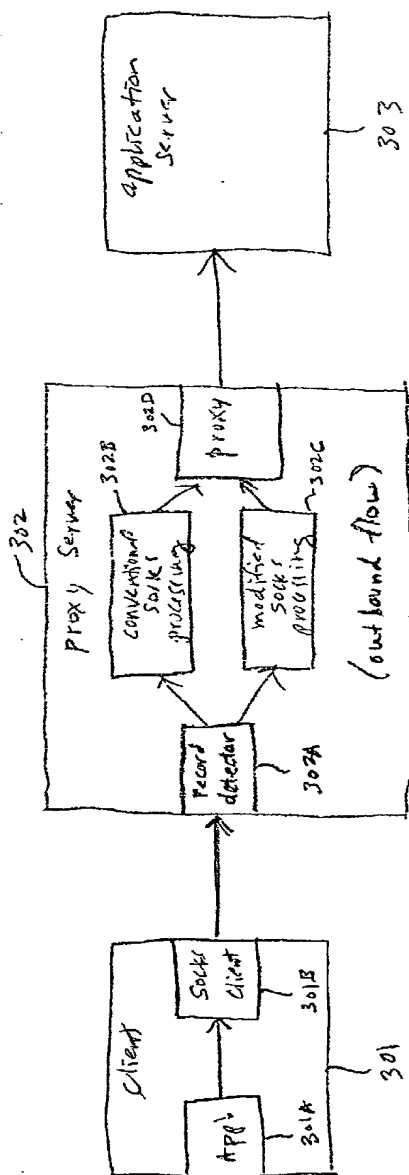 Client
Appl
301A
Socks
Client
301B
301
302
proxy server
record
detector
302A
conventional
socks
processing
302B
modified
socks
processing
302C
proxy
302D
(outbound flow)
application
server
303